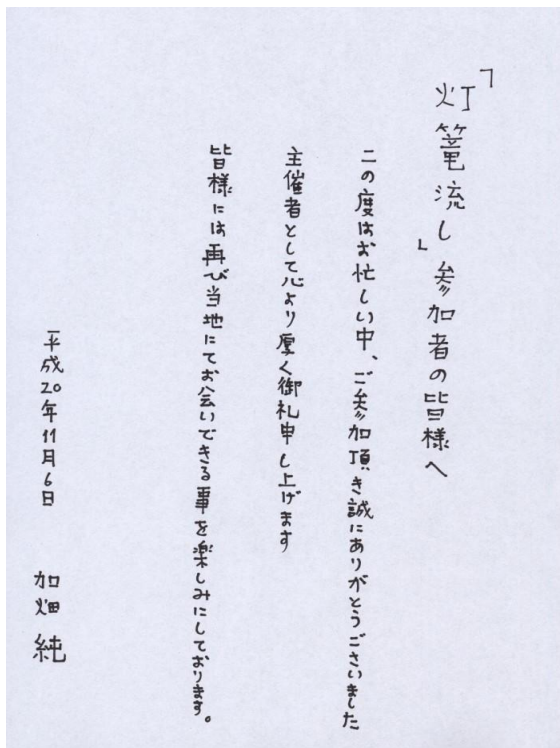 「灯篭流し」参加者の皆様へ
この度はお忙しい中、ご参加頂き誠にありがとうございました
主催者として心より厚く御礼申し上げます
皆様には再び当地にてお会いできる事を楽しみにしております。
平成20年11月6日 加畑 純